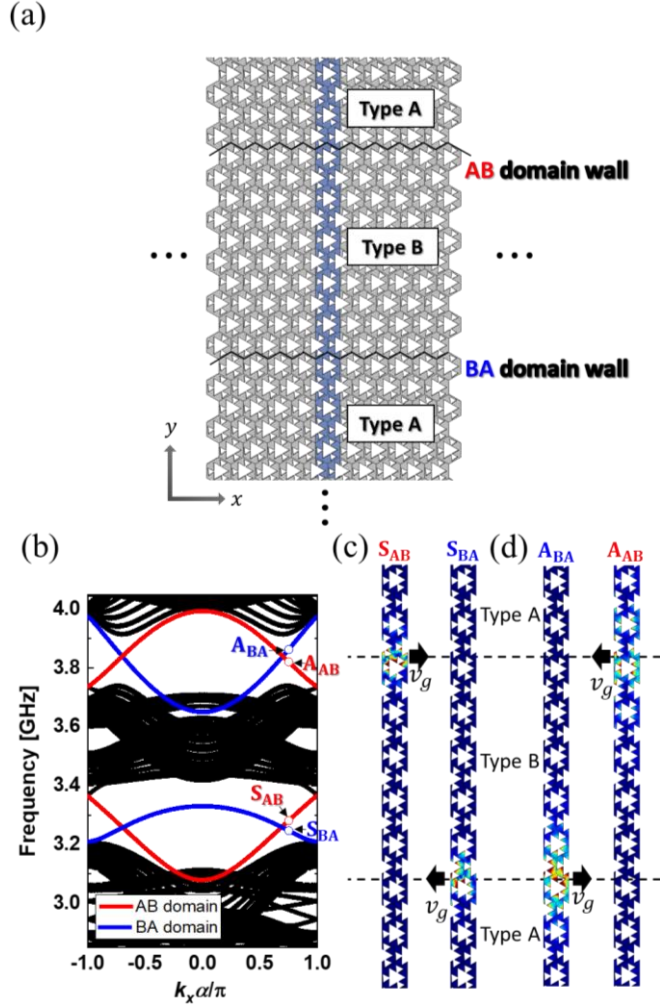 (a)
Type A
AB domain wall
Type B
BA domain wall
Type A
y
x
(b)
4.0
3.8
3.6
3.4
3.2
3.0
Frequency [GHz]
A_BA
A_AB
S_AB
S_BA
AB domain
BA domain
-1.0 -0.5 0.0 0.5 1.0
k_xα/π
(c) (d)
S_AB S_BA A_BA A_AB
Type A
v_g v_g
Type B
v_g v_g
Type A